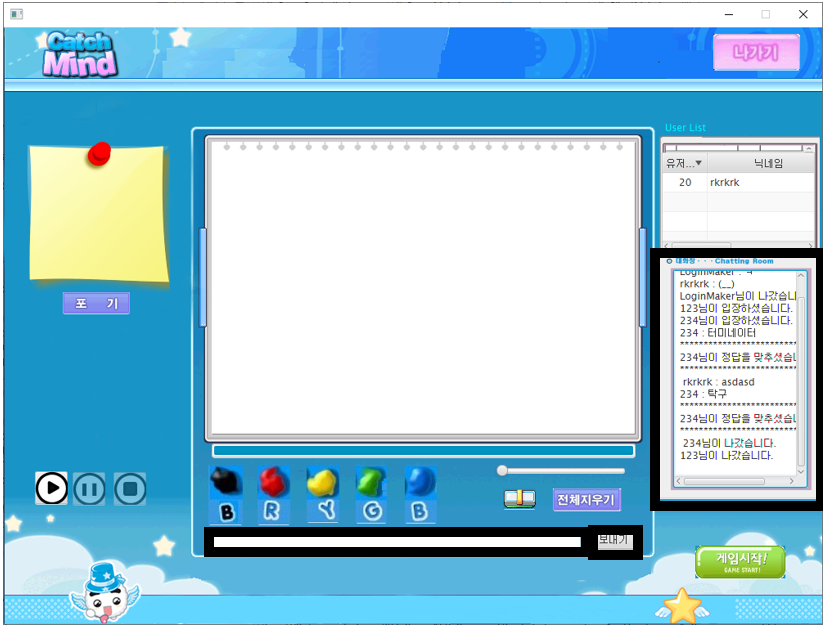 Catch
Mind
나가기
User List
유저...▼ 닉네임
20 rkrkrk
포 기
대화창 - - - Chatting Room
LoginMaker : ㅋ
rkrkrk : (__)
LoginMaker님이 나갔습니
123님이 입장하셨습니다.
234님이 입장하셨습니다.
234 : 터미네이터
**************************
234님이 정답을 맞추셨습니
**************************
rkrkrk : asdasd
234 : 탁구
**************************
234님이 정답을 맞추셨습니
**************************
234님이 나갔습니다.
123님이 나갔습니다.
B R Y G B
전체지우기
보내기
게임시작!
GAME START!